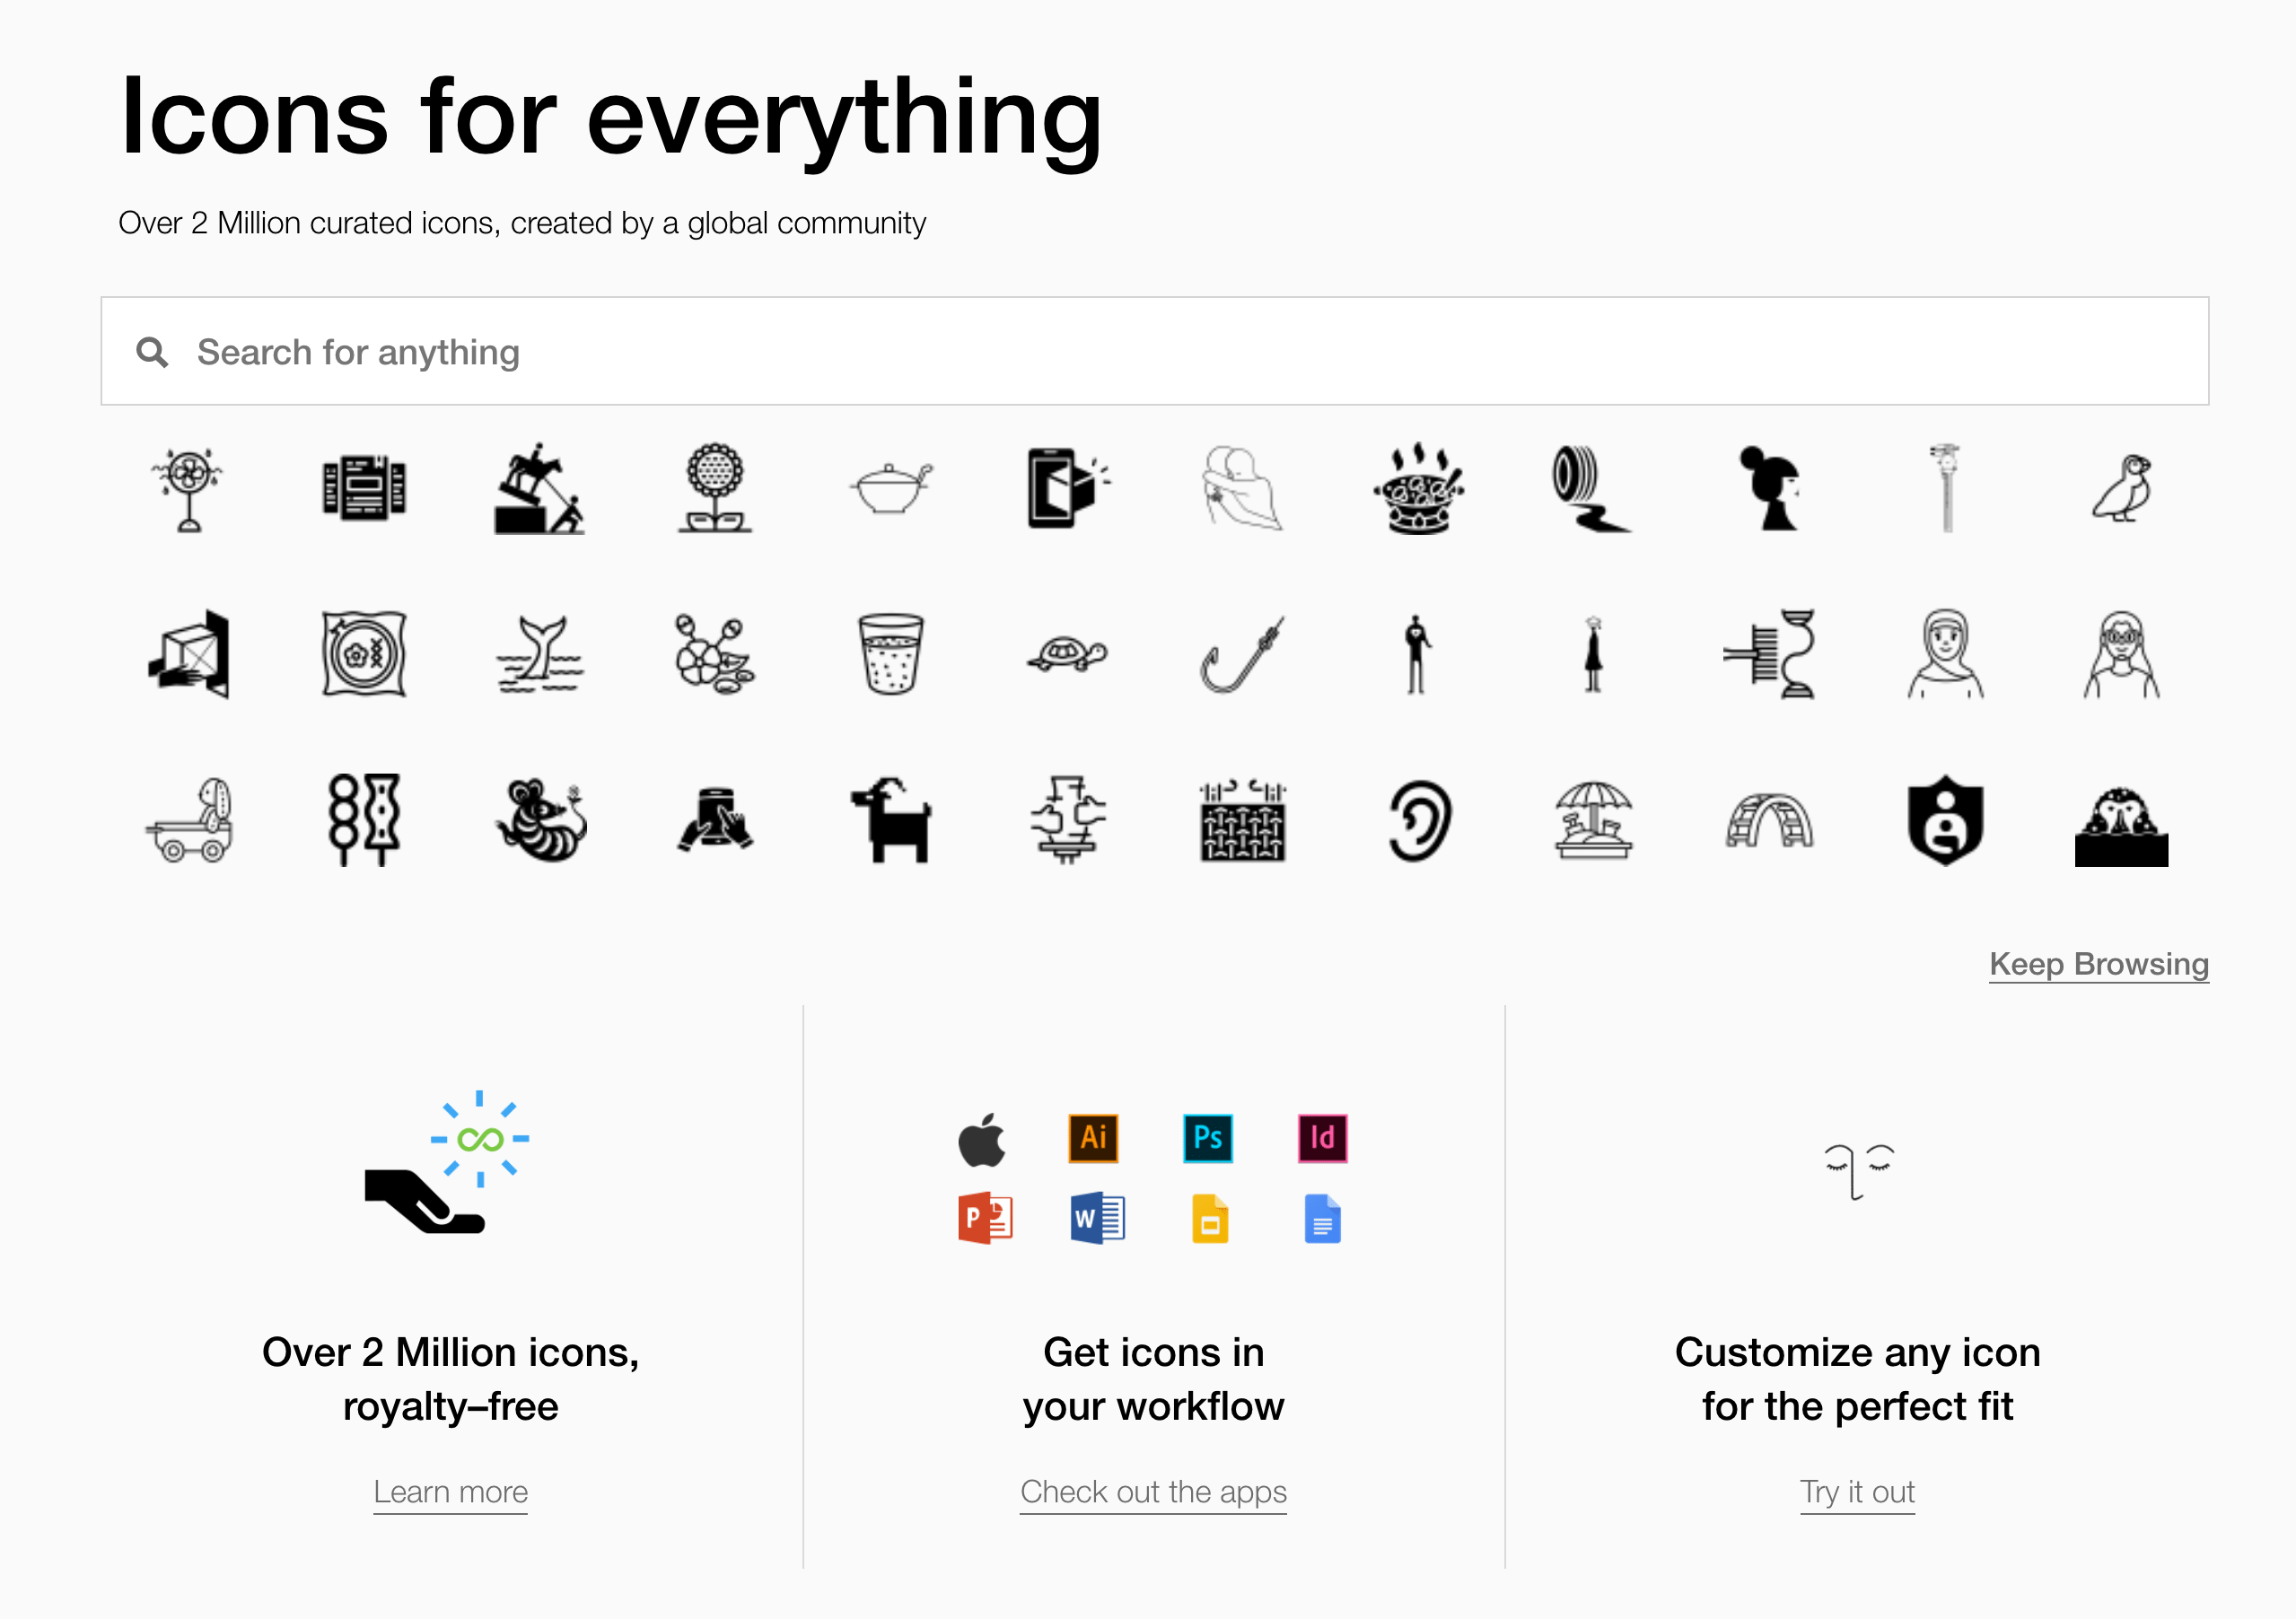 Icons for everything
Over 2 Million curated icons, created by a global community
Search for anything
Keep Browsing
Ai
Ps
Id
P
W
Over 2 Million icons,
royalty–free
Learn more
Get icons in
your workflow
Check out the apps
Customize any icon
for the perfect fit
Try it out